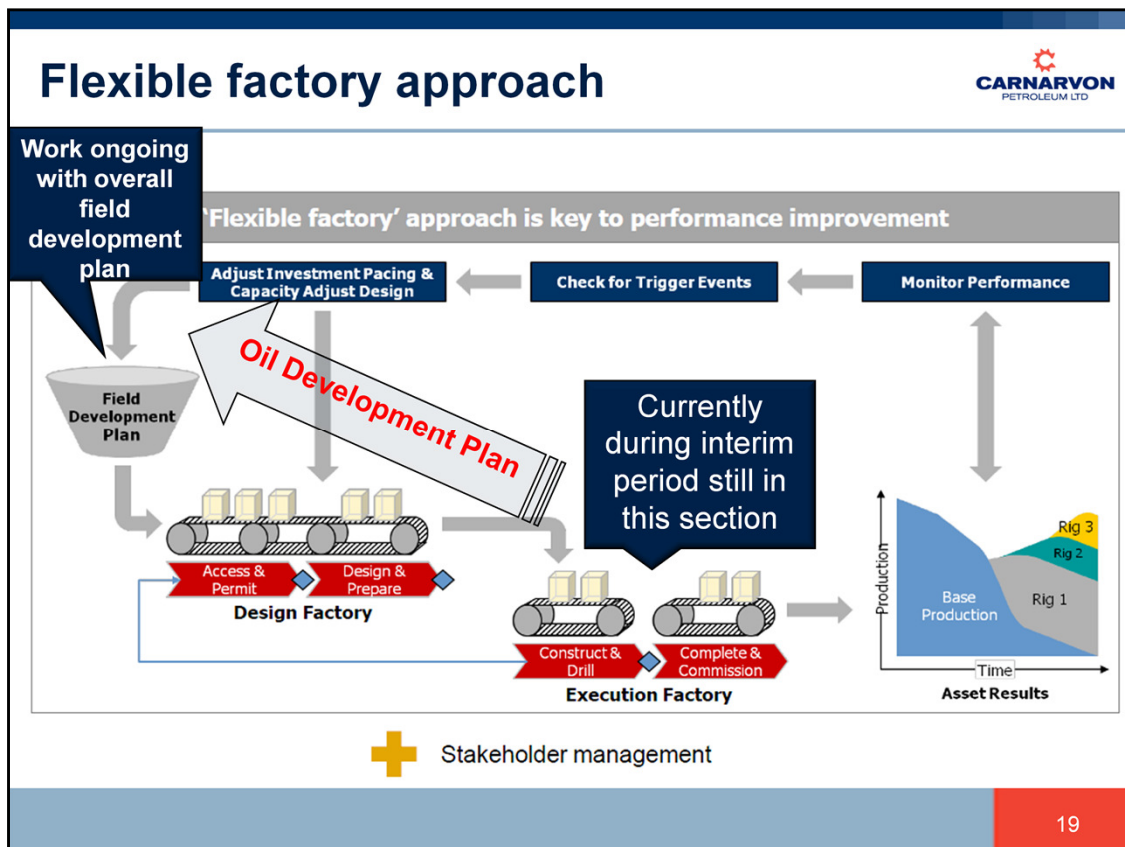 Flexible factory approach
CARNARVON
PETROLEUM LTD
Work ongoing
with overall
field
development
plan
'Flexible factory' approach is key to performance improvement
Adjust Investment Pacing &
Capacity Adjust Design
Check for Trigger Events
Monitor Performance
Oil Development Plan
Field
Development
Plan
Currently
during interim
period still in
this section
Access &
Permit
Design &
Prepare
Design Factory
Construct &
Drill
Complete &
Commission
Execution Factory
Production
Base
Production
Rig 1
Rig 2
Rig 3
Time
Asset Results
Stakeholder management
19